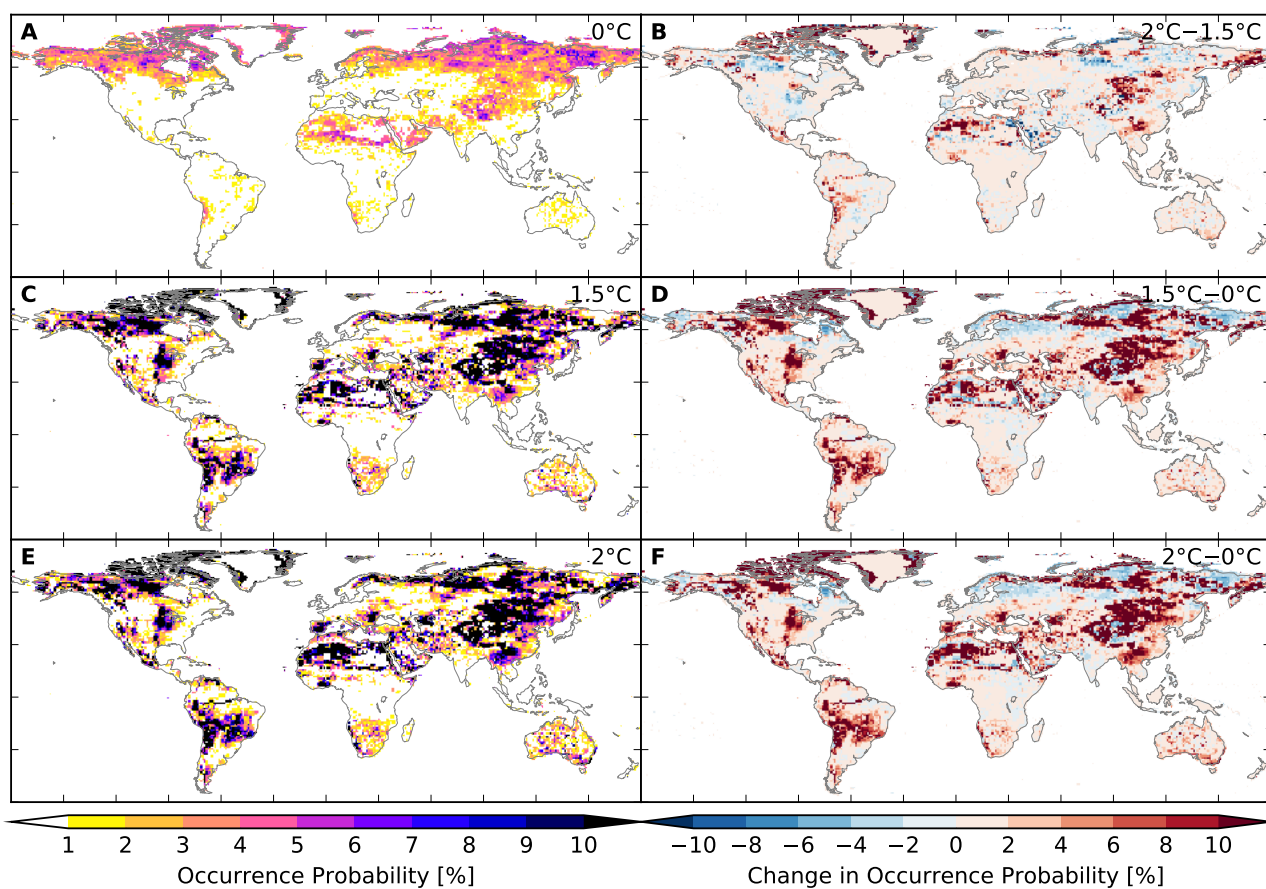 A 0°C
B 2°C−1.5°C
C 1.5°C
D 1.5°C−0°C
E 2°C
F 2°C−0°C
1 2 3 4 5 6 7 8 9 10
Occurrence Probability [%]
−10 −8 −6 −4 −2 0 2 4 6 8 10
Change in Occurrence Probability [%]